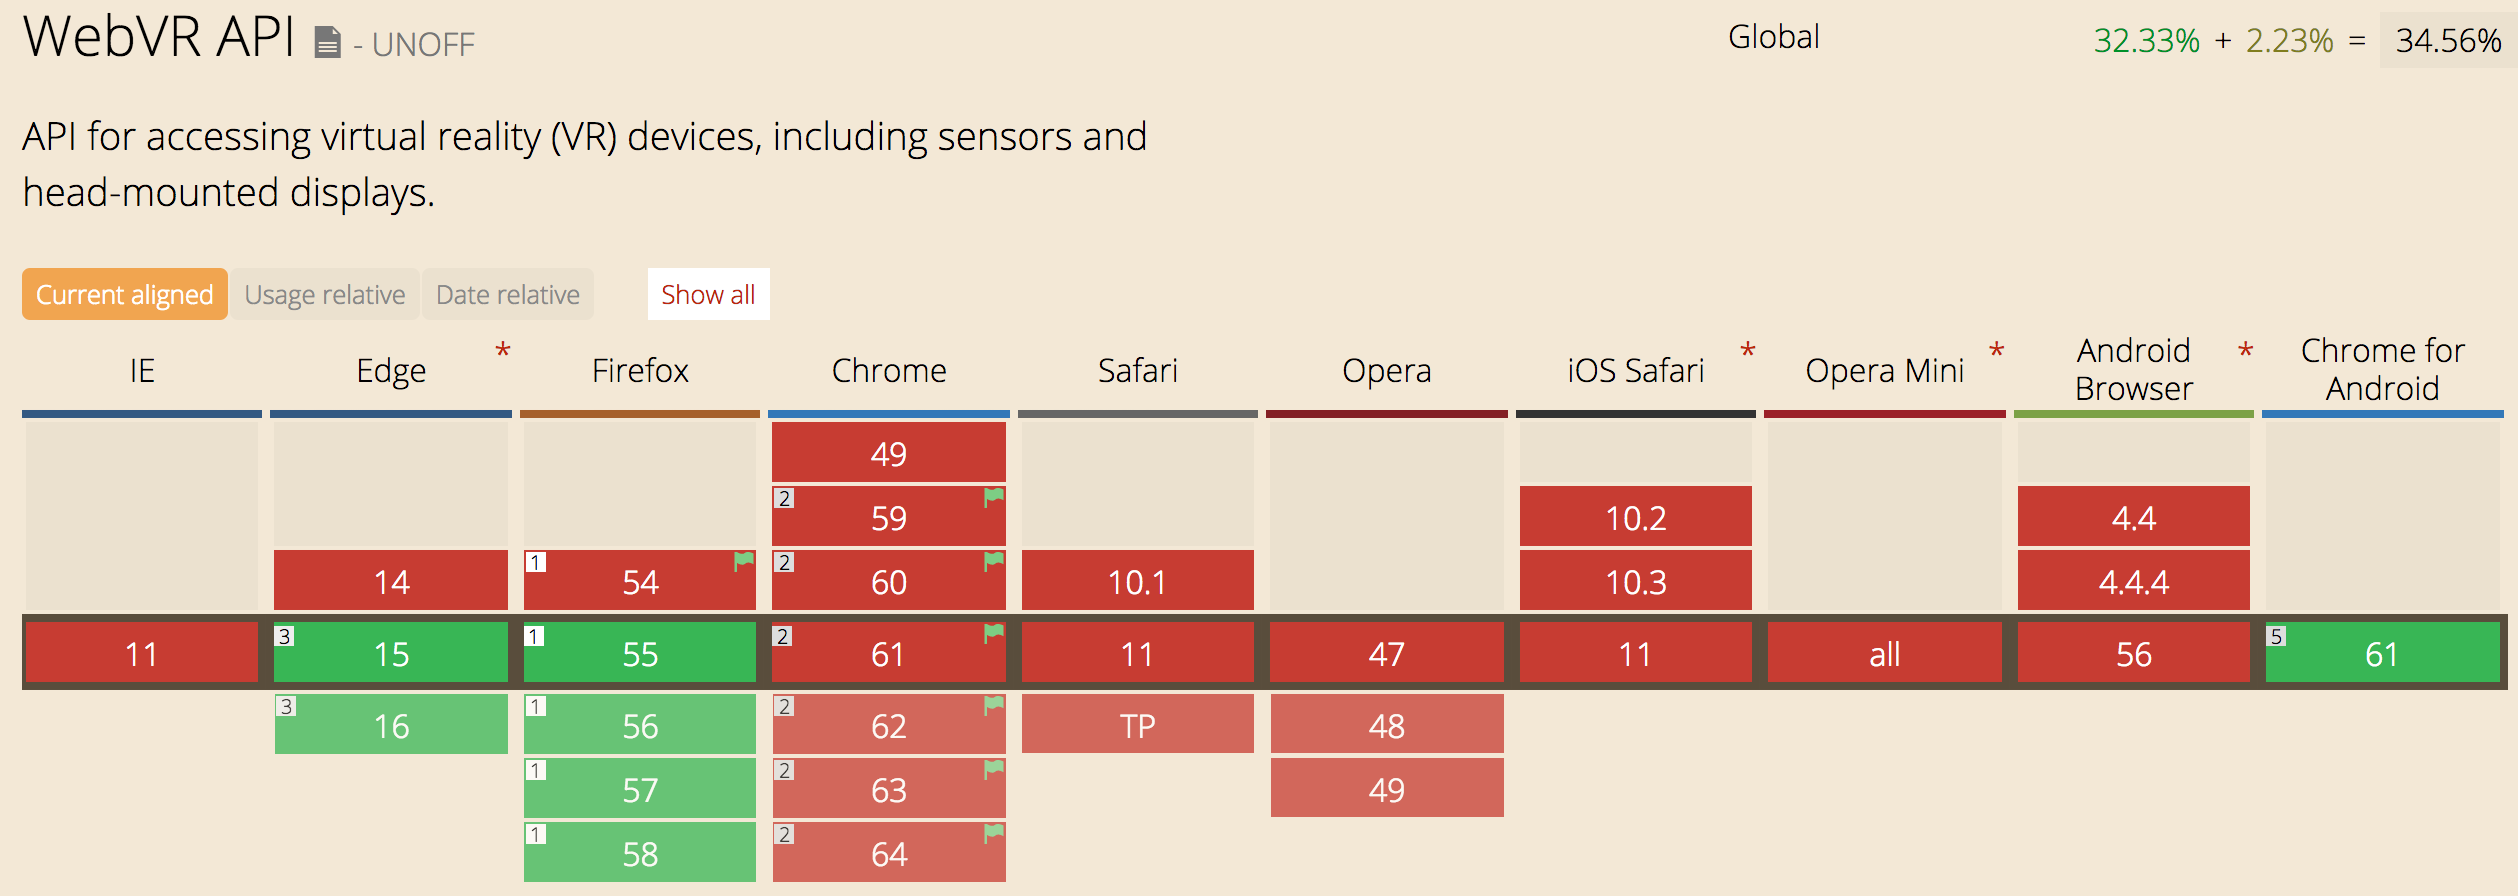 WebVR API - UNOFF
Global
32.33% + 2.23% = 34.56%
API for accessing virtual reality (VR) devices, including sensors and
head-mounted displays.
Current aligned Usage relative Date relative Show all
IE Edge * Firefox Chrome Safari Opera iOS Safari * Opera Mini * Android Browser * Chrome for Android
49
2 59 10.2 4.4
14 1 54 2 60 10.1 10.3 4.4.4
11 3 15 1 55 2 61 11 47 11 all 56 5 61
3 16 1 56 2 62 TP 48
1 57 2 63 49
1 58 2 64